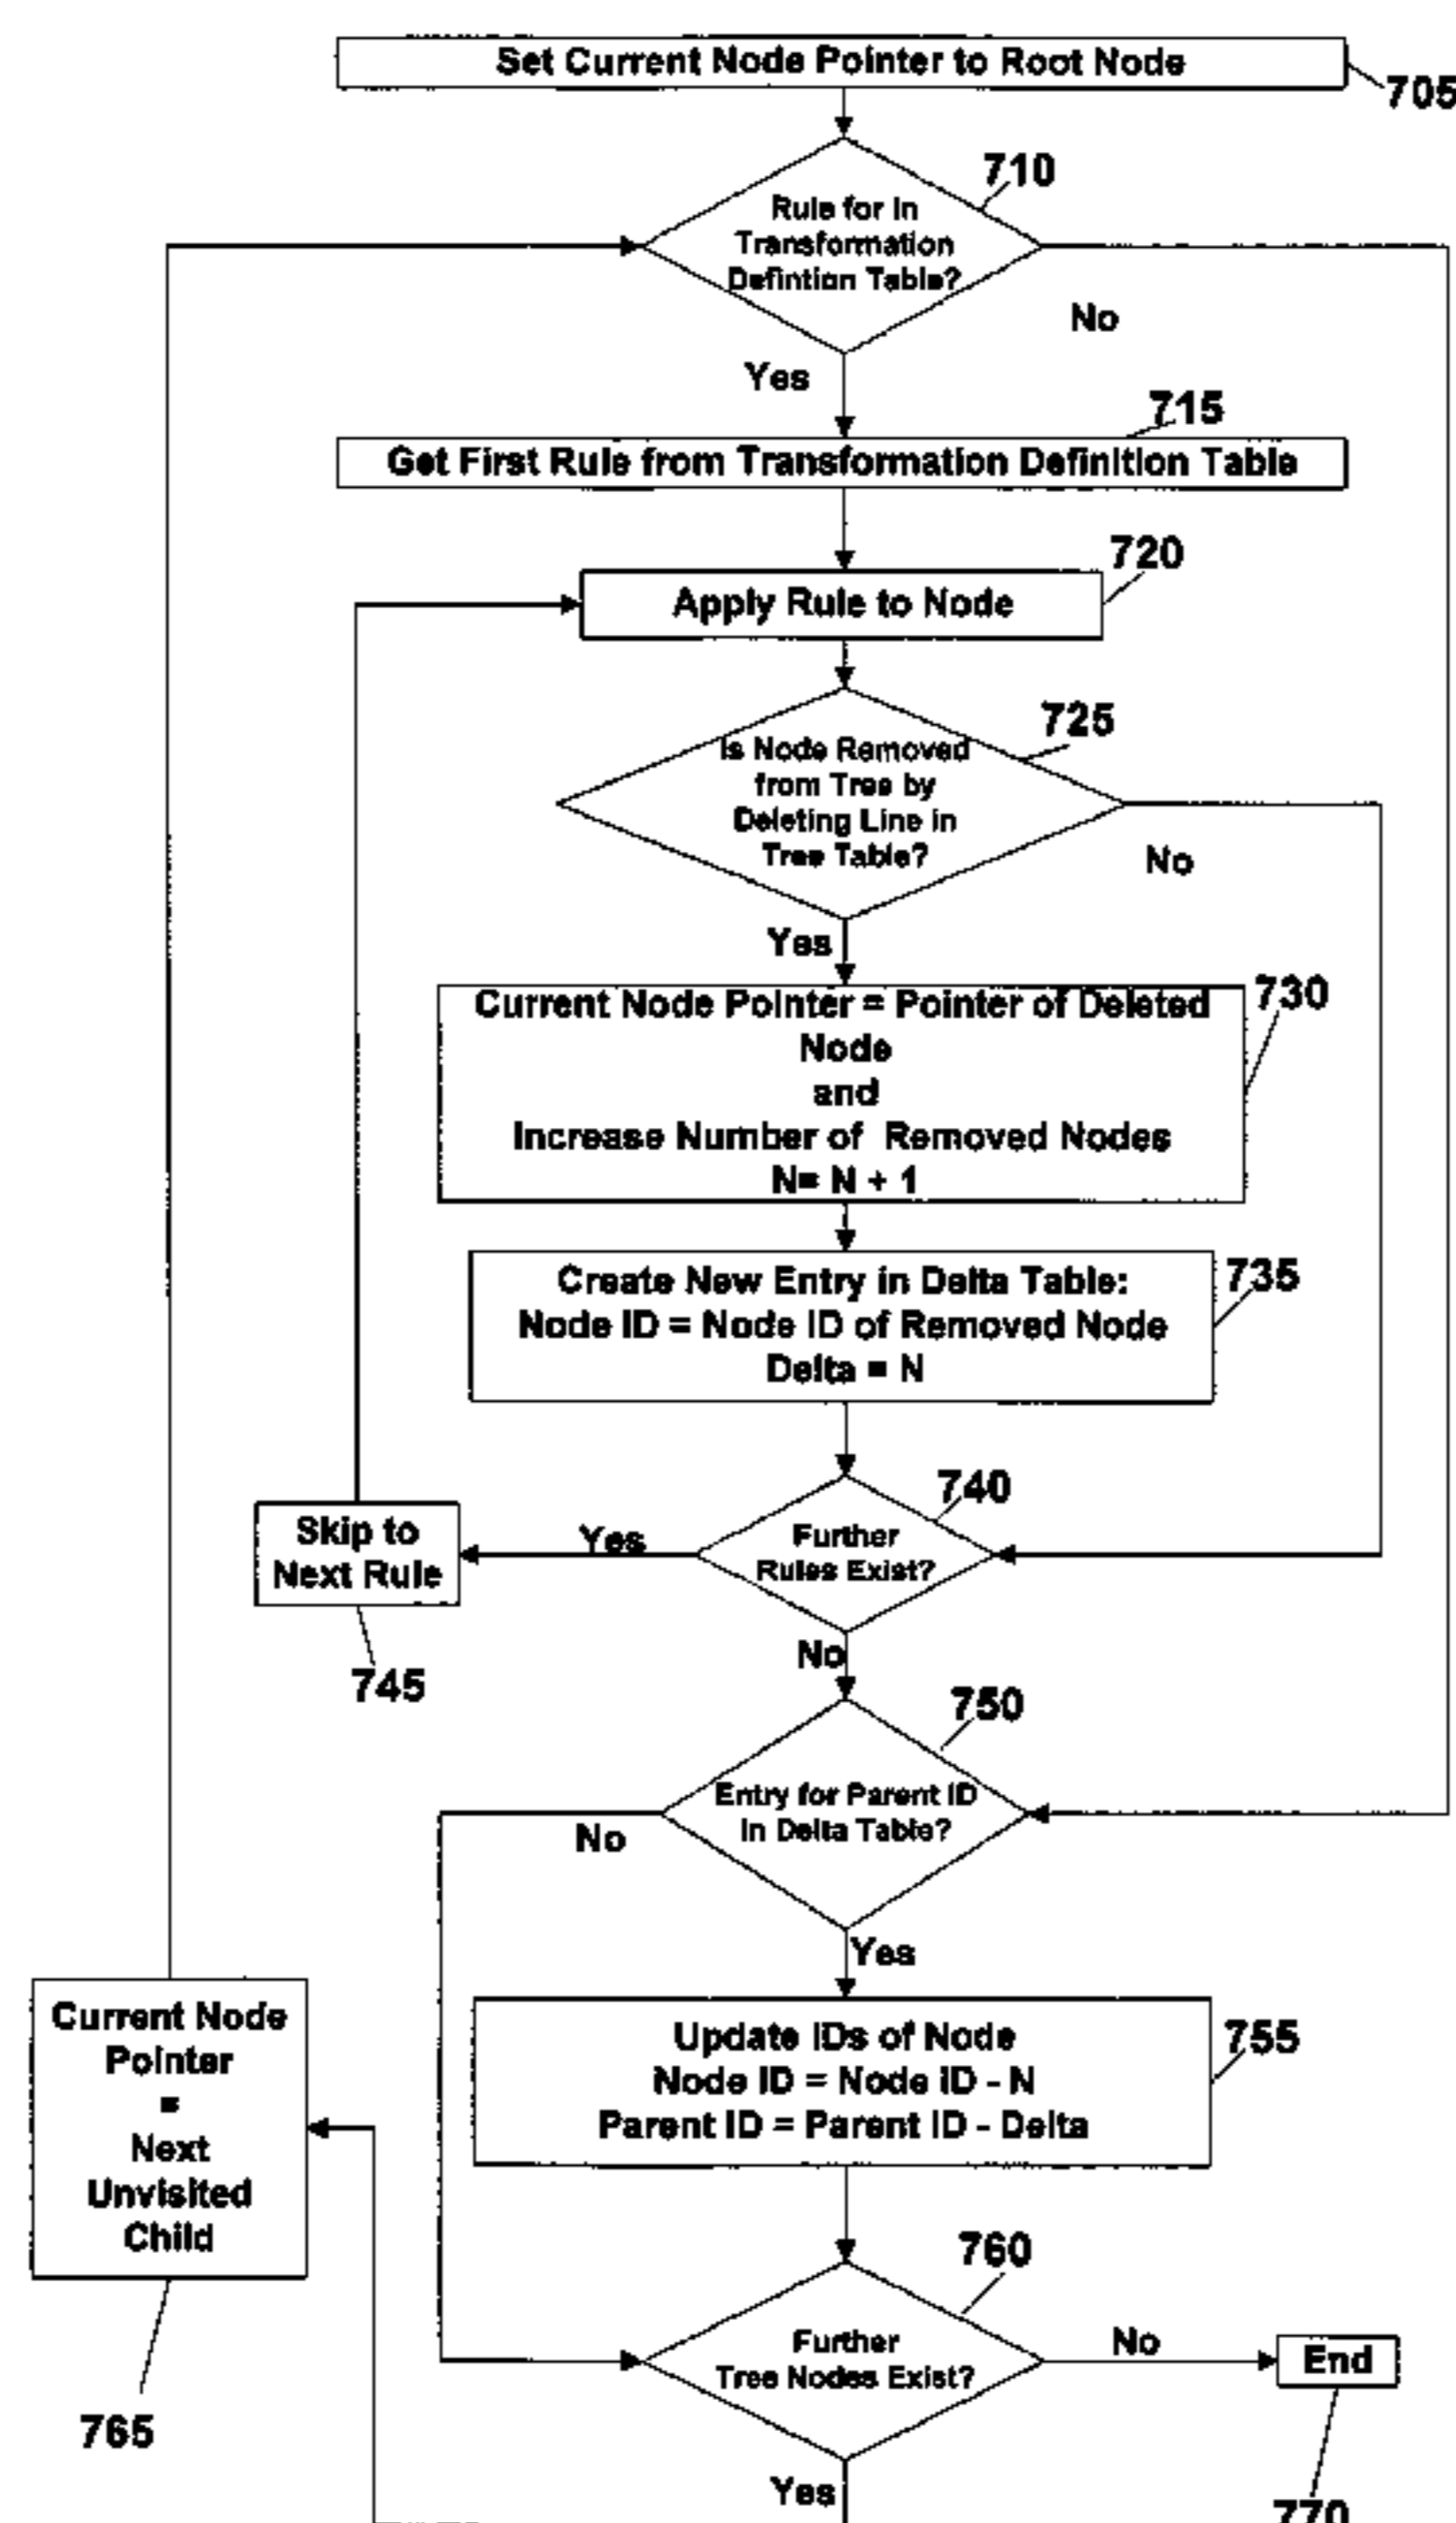 Set Current Node Pointer to Root Node
705
710
Rule for in
Transformation
Defintion Table?
No
Yes
715
Get First Rule from Transformation Definition Table
720
Apply Rule to Node
725
Is Node Removed
from Tree by
Deleting Line in
Tree Table?
No
Yes
730
Current Node Pointer = Pointer of Deleted
Node
and
Increase Number of Removed Nodes
N= N + 1
735
Create New Entry in Delta Table:
Node ID = Node ID of Removed Node
Delta = N
740
Further
Rules Exist?
Yes
Skip to
Next Rule
745
No
750
Entry for Parent ID
in Delta Table?
No
Yes
755
Update IDs of Node
Node ID = Node ID - N
Parent ID = Parent ID - Delta
Current Node
Pointer
=
Next
Unvisited
Child
765
760
Further
Tree Nodes Exist?
No
End
Yes
770